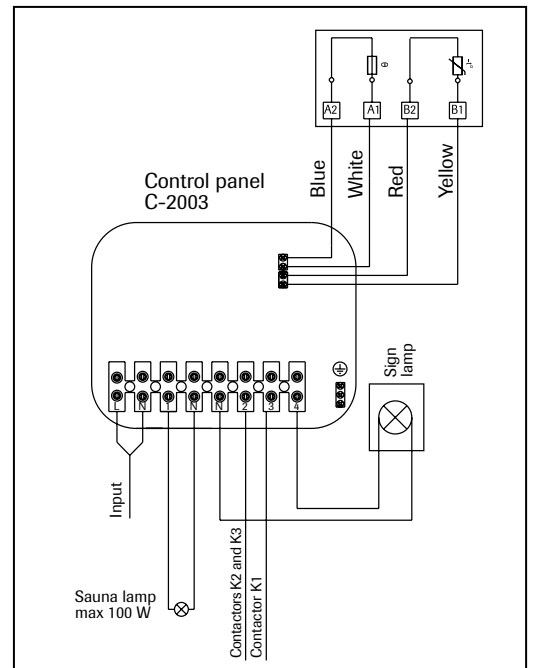 A2 A1 B2 B1
Blue
White
Red
Yellow
Control panel
C-2003
L N 1 N N 2 3 4
Sign
lamp
Input
Sauna lamp
max 100 W
Contactors K2 and K3
Contactor K1